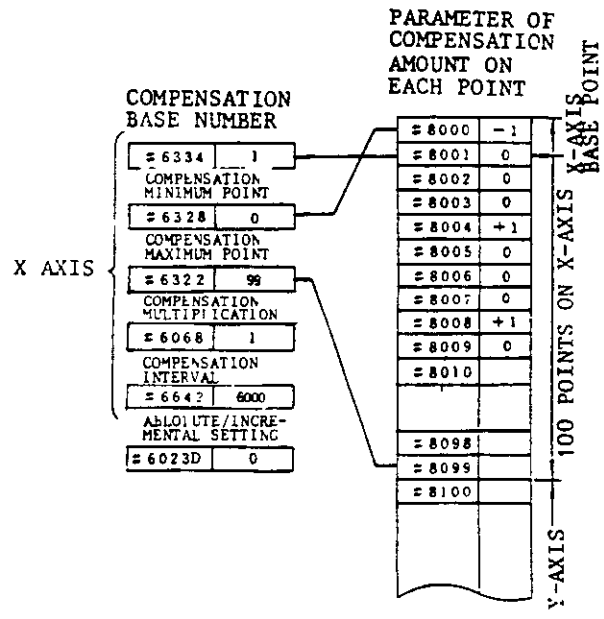 PARAMETER OF
COMPENSATION
AMOUNT ON
EACH POINT
X-AXIS
BASE POINT
COMPENSATION
BASE NUMBER
X AXIS
#6334 1
COMPENSATION
MINIMUM POINT
#6328 0
COMPENSATION
MAXIMUM POINT
#6322 99
COMPENSATION
MULTIPLICATION
#6068 1
COMPENSATION
INTERVAL
#6642 6000
ABLOLUTE/INCRE-
MENTAL SETTING
#6023D 0
#8000 -1
#8001 0
#8002 0
#8003 0
#8004 +1
#8005 0
#8006 0
#8007 0
#8008 +1
#8009 0
#8010
#8098
#8099
#8100
100 POINTS ON X-AXIS
Y-AXIS